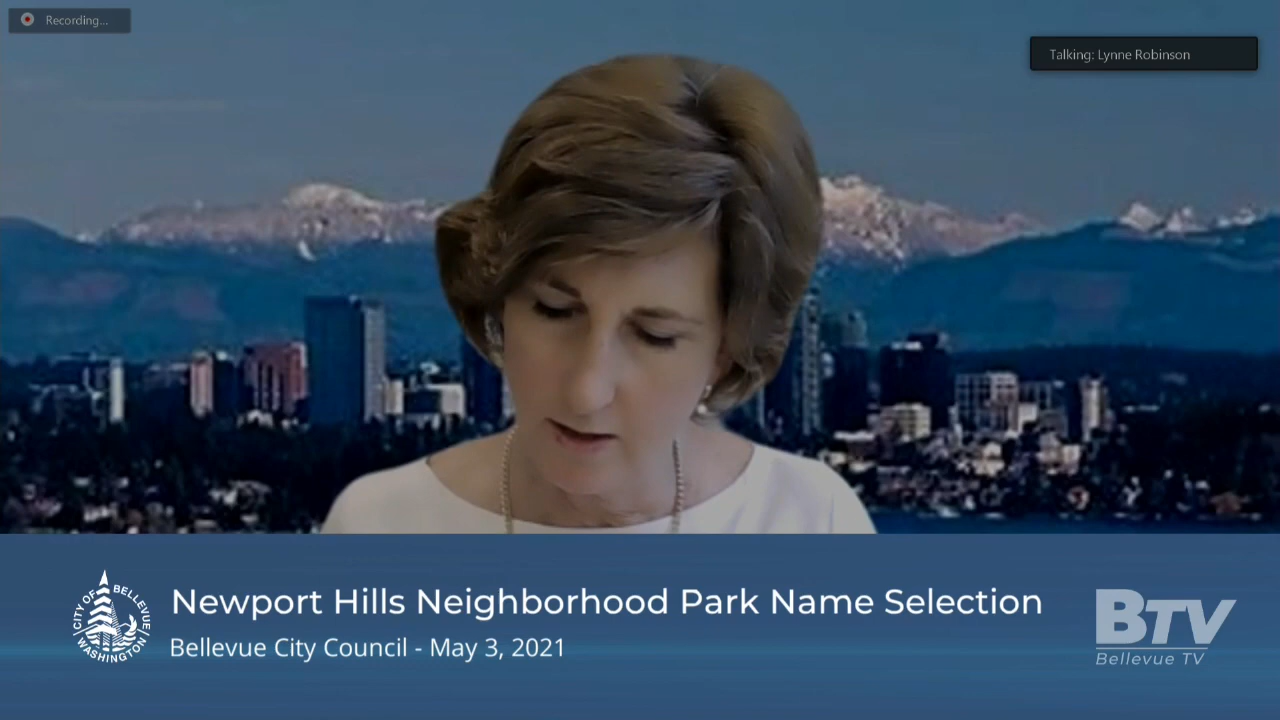 Recording...
Talking: Lynne Robinson
Newport Hills Neighborhood Park Name Selection
Bellevue City Council - May 3, 2021
CITY OF BELLEVUE
WASHINGTON
BTV
Bellevue TV